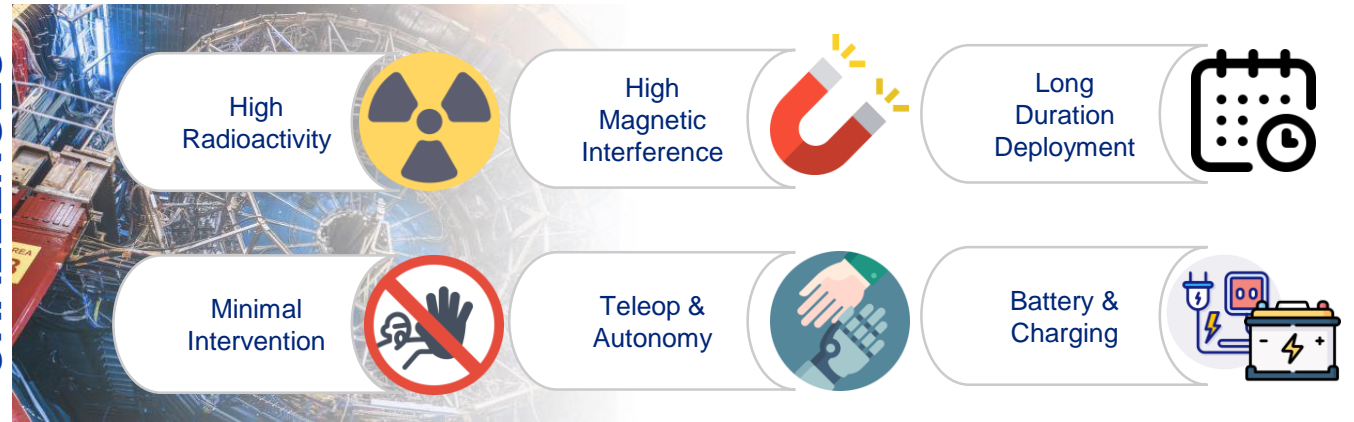 High
Radioactivity
High
Magnetic
Interference
Long
Duration
Deployment
Minimal
Intervention
Teleop &
Autonomy
Battery &
Charging